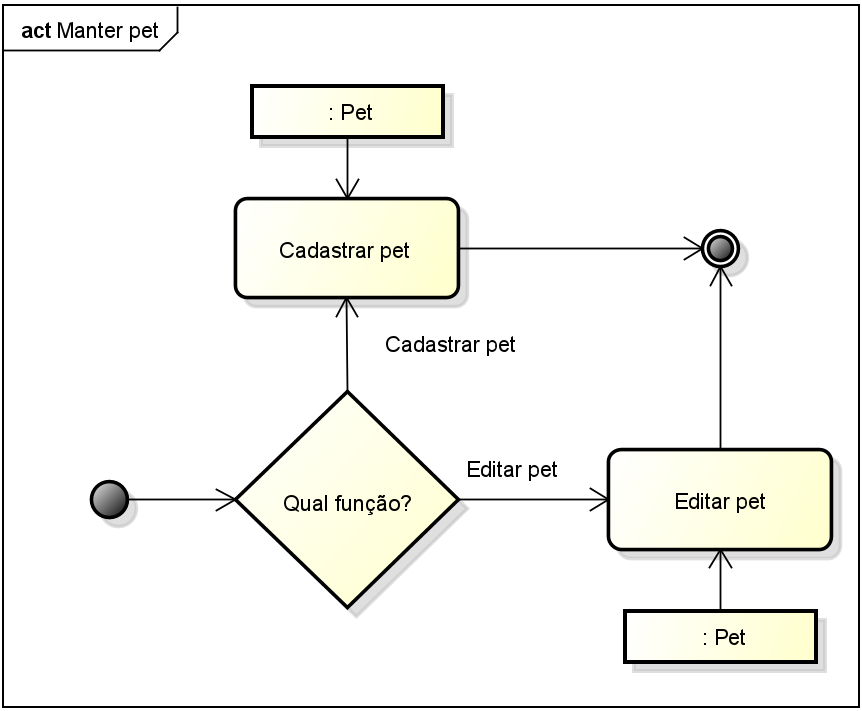 act Manter pet
: Pet
Cadastrar pet
Cadastrar pet
Editar pet
Qual função?
Editar pet
: Pet